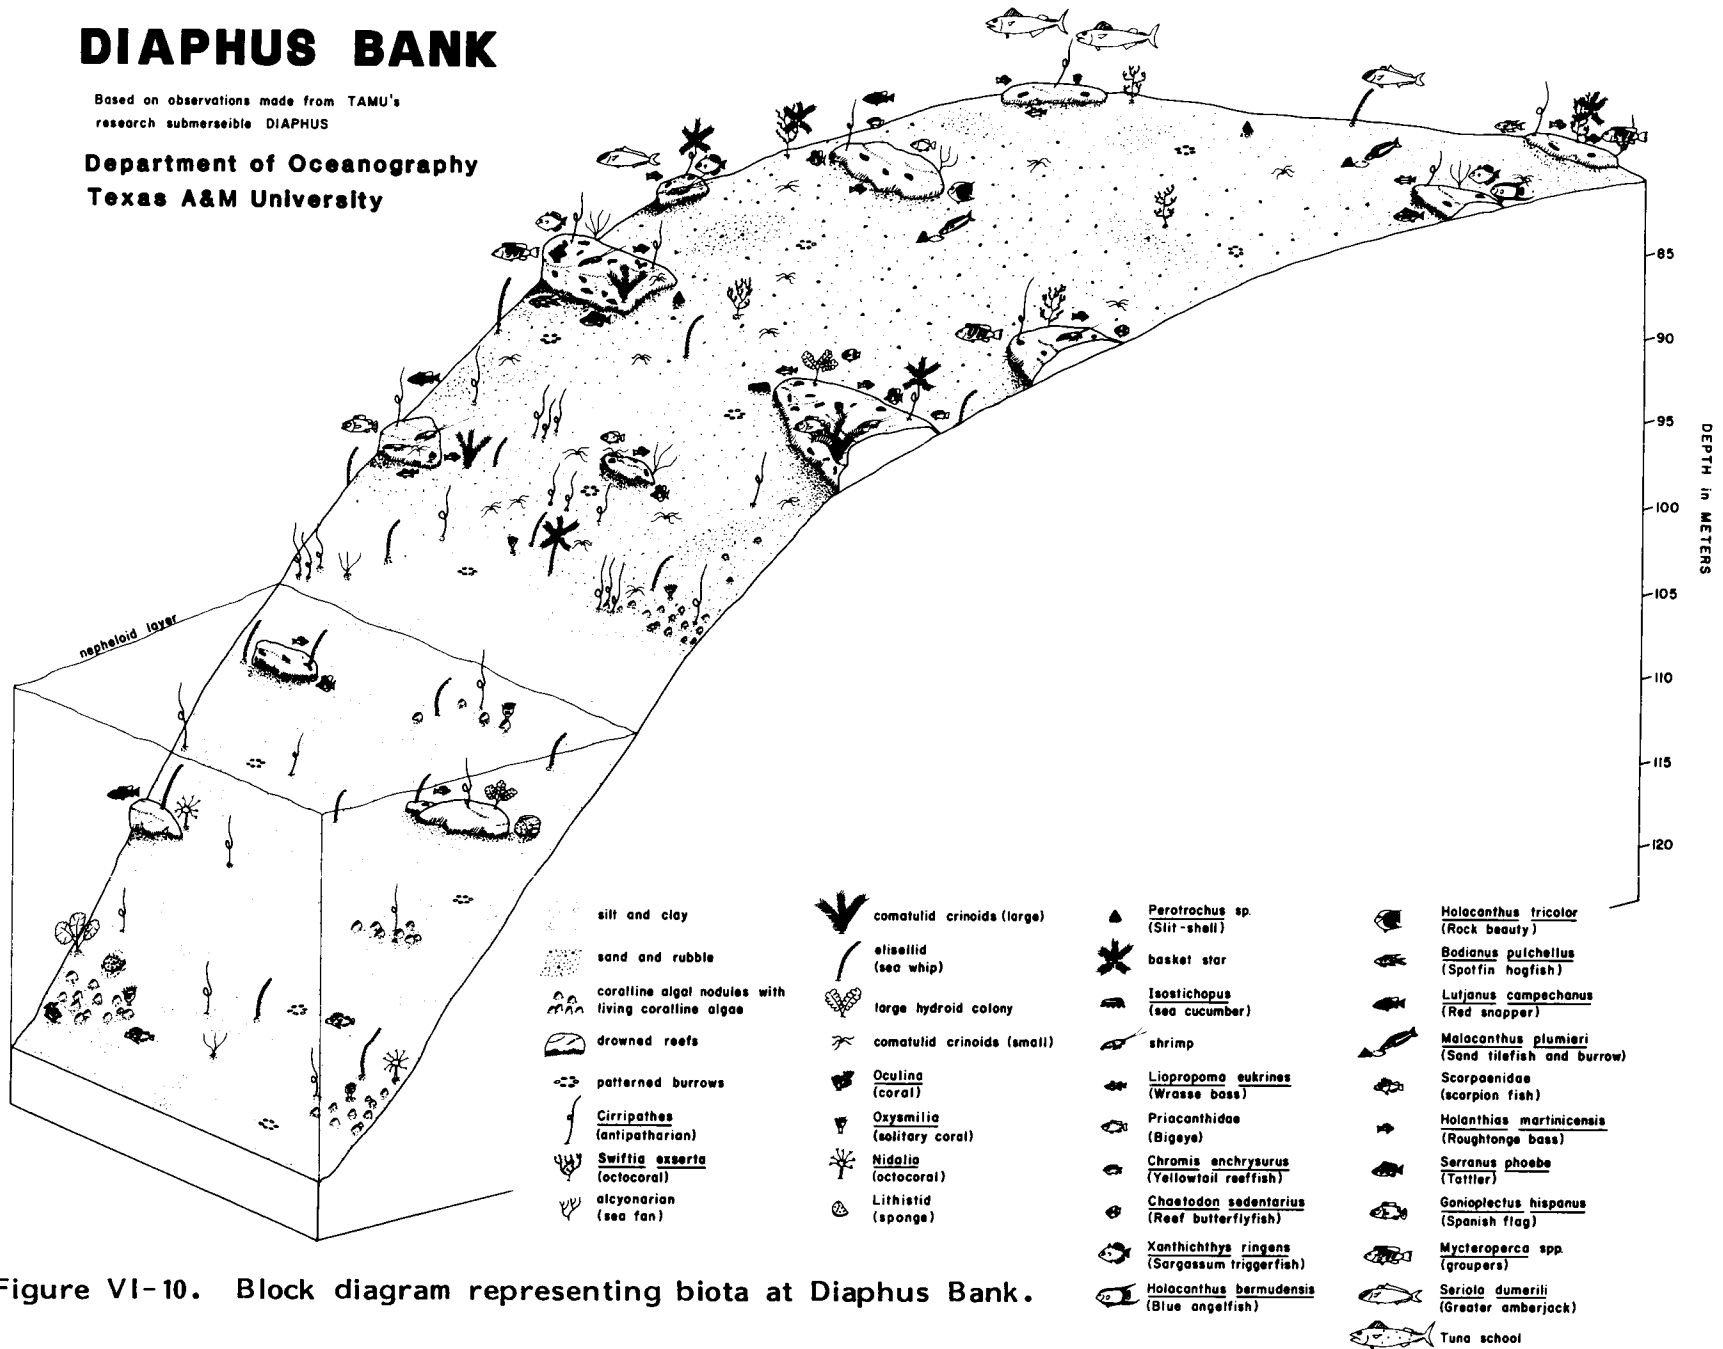 DIAPHUS BANK
Based on observations made from TAMU's
research submerseible DIAPHUS
Department of Oceanography
Texas A&M University
nepheloid layer
85
90
95
100
105
110
115
120
DEPTH in METERS
silt and clay
sand and rubble
coralline algal nodules with
living coralline algae
drowned reefs
patterned burrows
Cirripathes
(antipatharian)
Swiftia exserta
(octocoral)
alcyonarian
(sea fan)
comatulid crinoids (large)
elisellid
(sea whip)
large hydroid colony
comatulid crinoids (small)
Oculina
(coral)
Oxysmilia
(solitary coral)
Nidalia
(octocoral)
Lithistid
(sponge)
Perotrochus sp.
(Slit-shell)
basket star
Isostichopus
(sea cucumber)
shrimp
Liopropoma eukrines
(Wrasse bass)
Priacanthidae
(Bigeye)
Chromis enchrysurus
(Yellowtail reeffish)
Chaetodon sedentarius
(Reef butterflyfish)
Xanthichthys ringens
(Sargassum triggerfish)
Holacanthus bermudensis
(Blue angelfish)
Holacanthus tricolor
(Rock beauty)
Bodianus pulchellus
(Spotfin hogfish)
Lutjanus campechanus
(Red snapper)
Malacanthus plumieri
(Sand tilefish and burrow)
Scorpaenidae
(scorpion fish)
Holanthias martinicensis
(Roughtonge bass)
Serranus phoebe
(Tattler)
Gonioplectus hispanus
(Spanish flag)
Mycteroperca spp.
(groupers)
Seriola dumerili
(Greater amberjack)
Tuna school
Figure VI-10. Block diagram representing biota at Diaphus Bank.